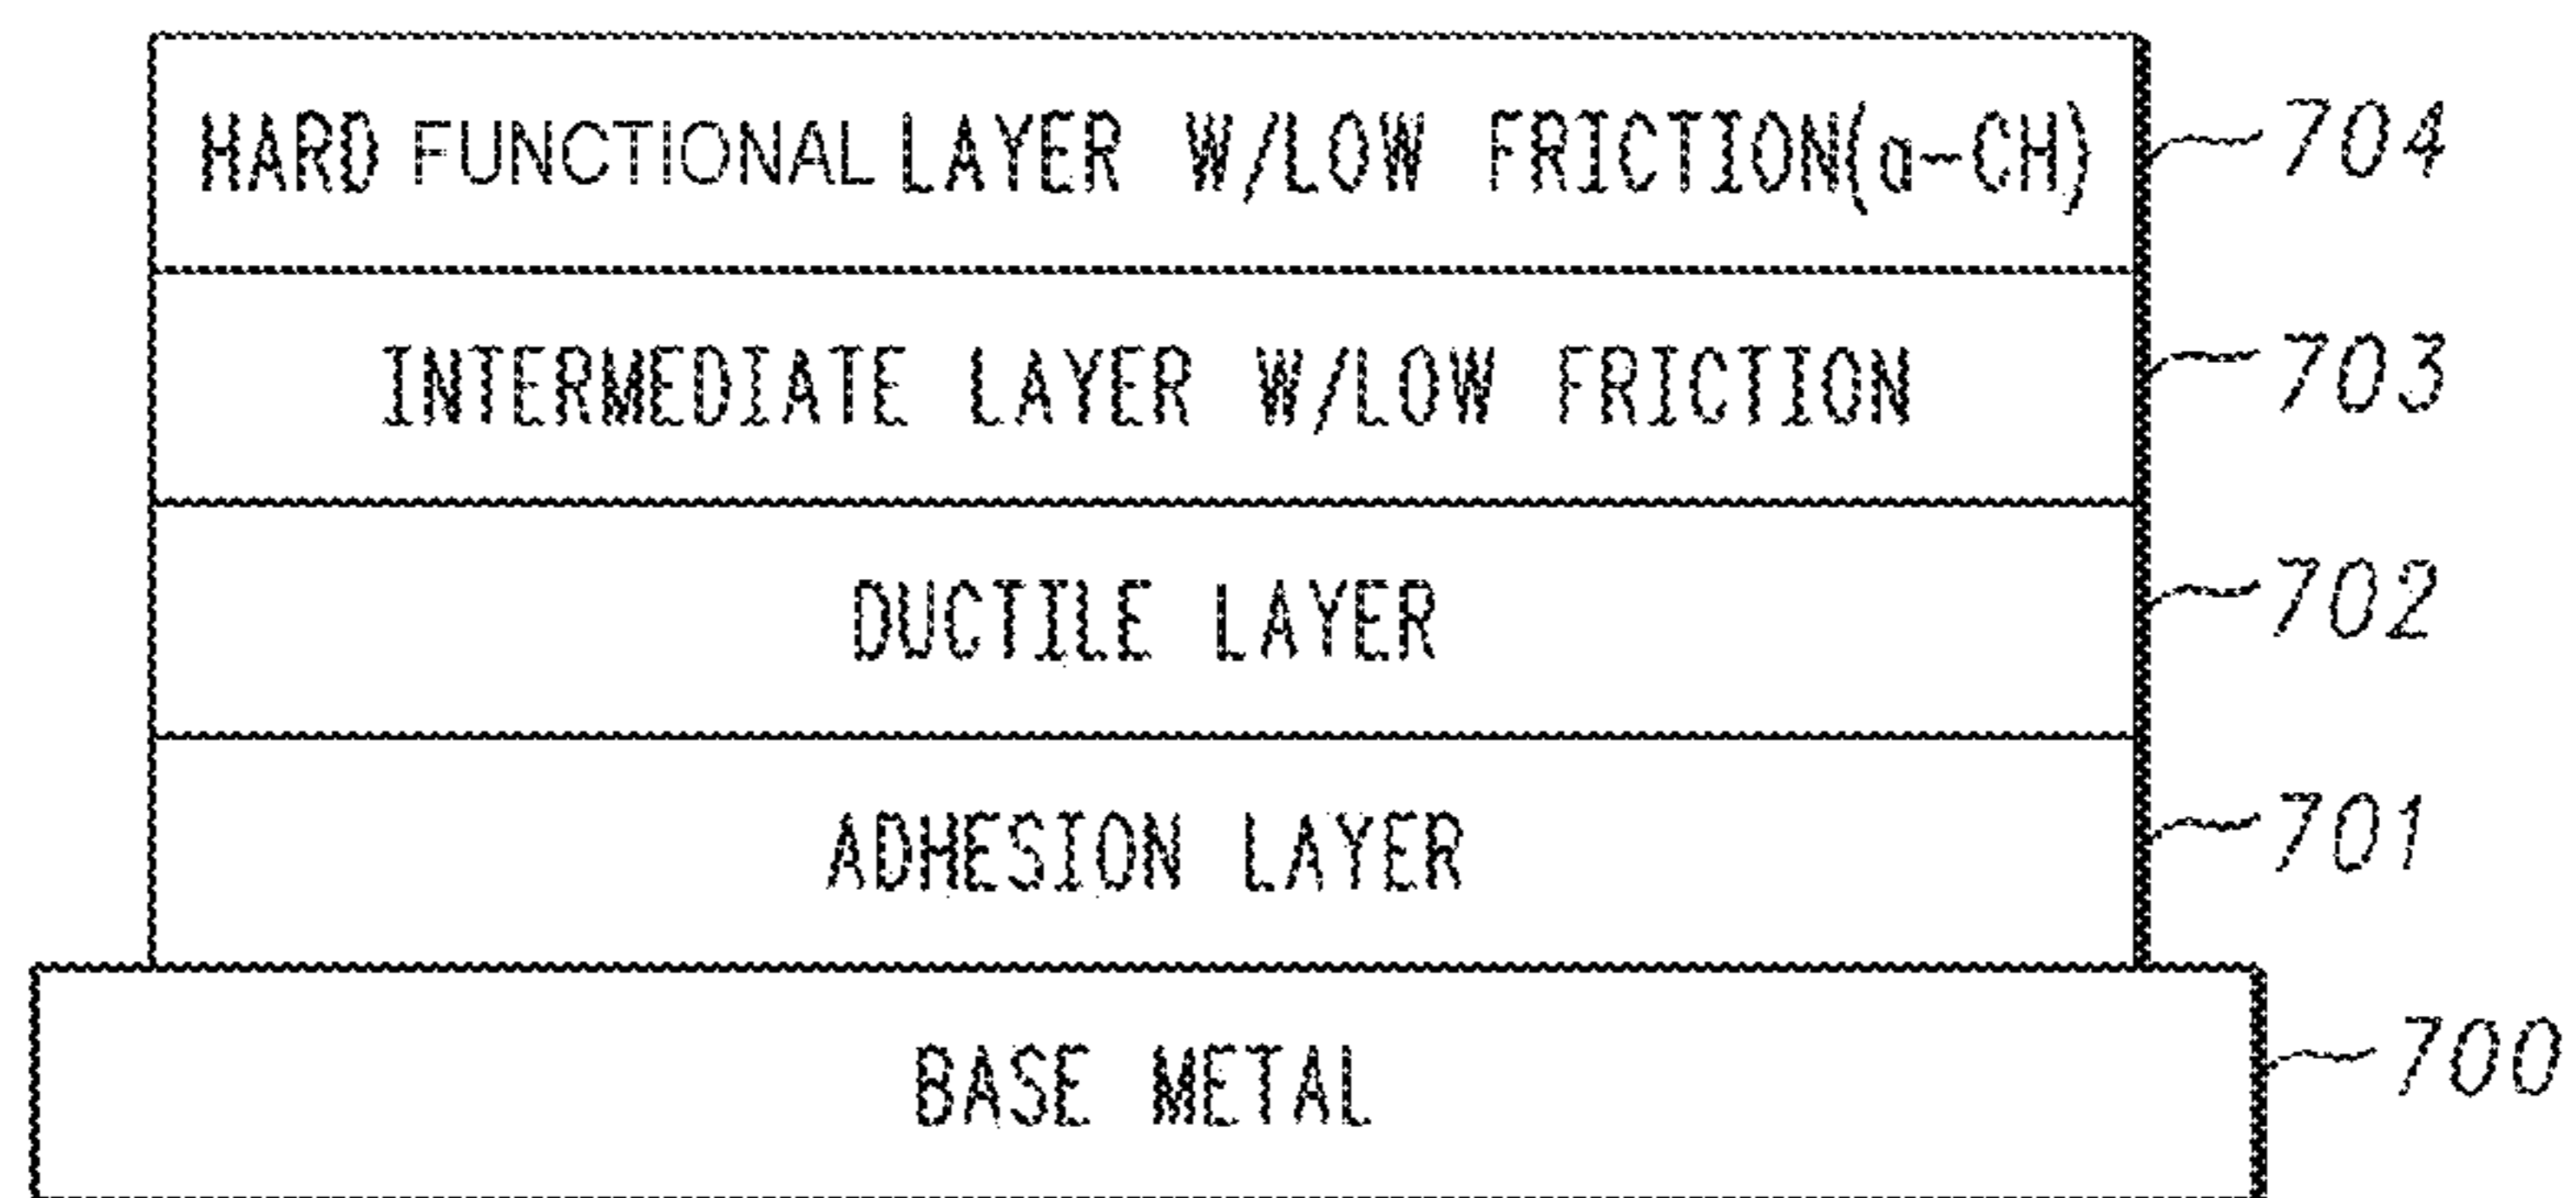 HARD FUNCTIONAL LAYER W/LOW FRICTION(a-CH) 704
INTERMEDIATE LAYER W/LOW FRICTION 703
DUCTILE LAYER 702
ADHESION LAYER 701
BASE METAL 700